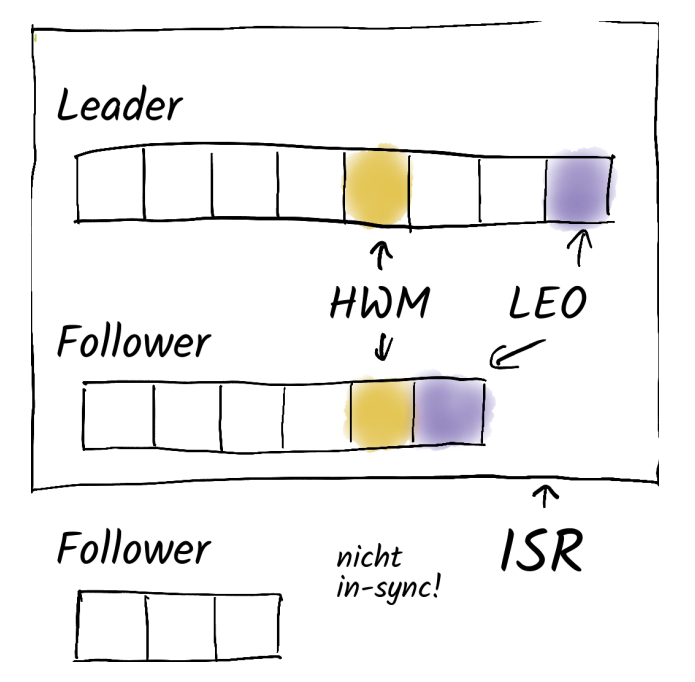 Leader
HWM
LEO
Follower
Follower
nicht
in-sync!
ISR